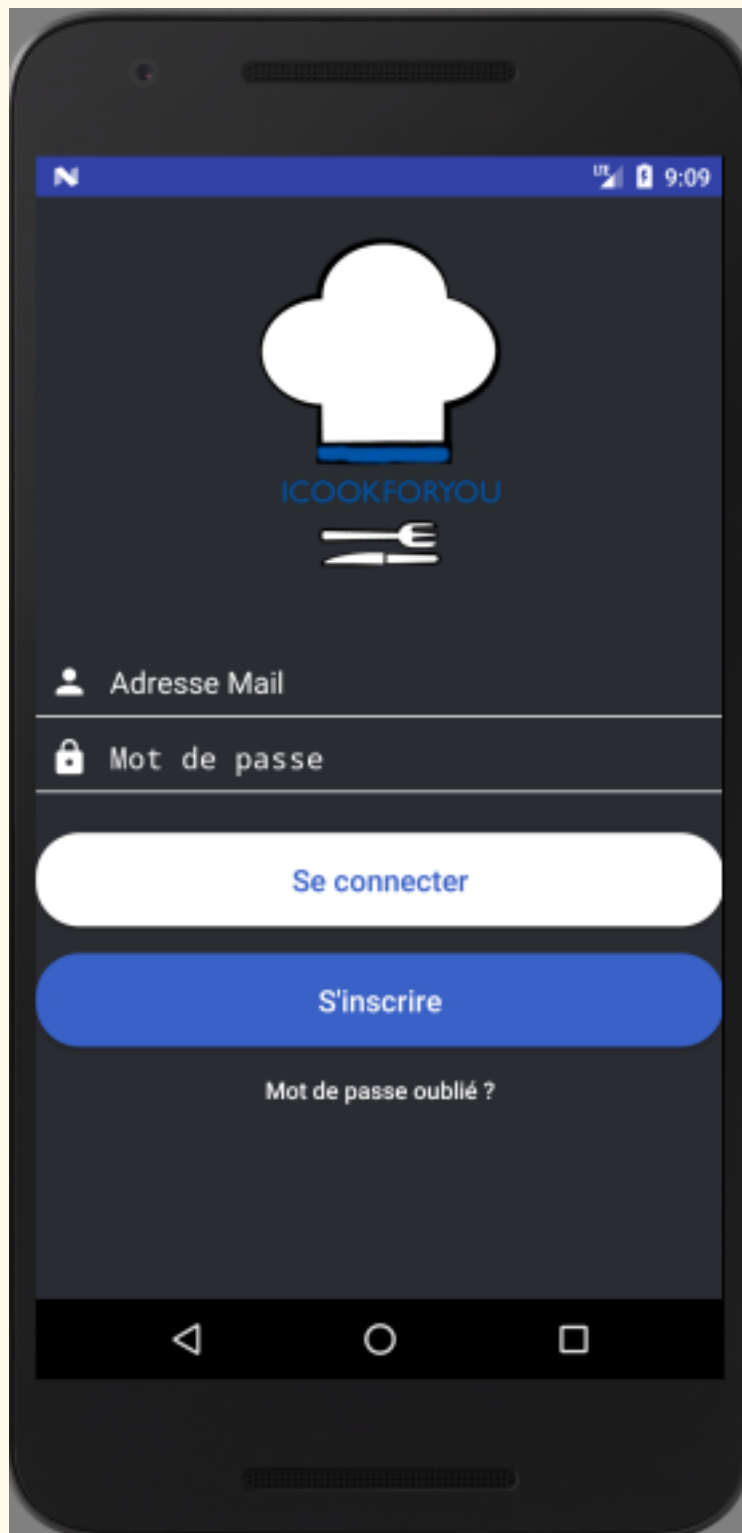 9:09
ICOOKFORYOU
Adresse Mail
Mot de passe
Se connecter
S'inscrire
Mot de passe oublié ?